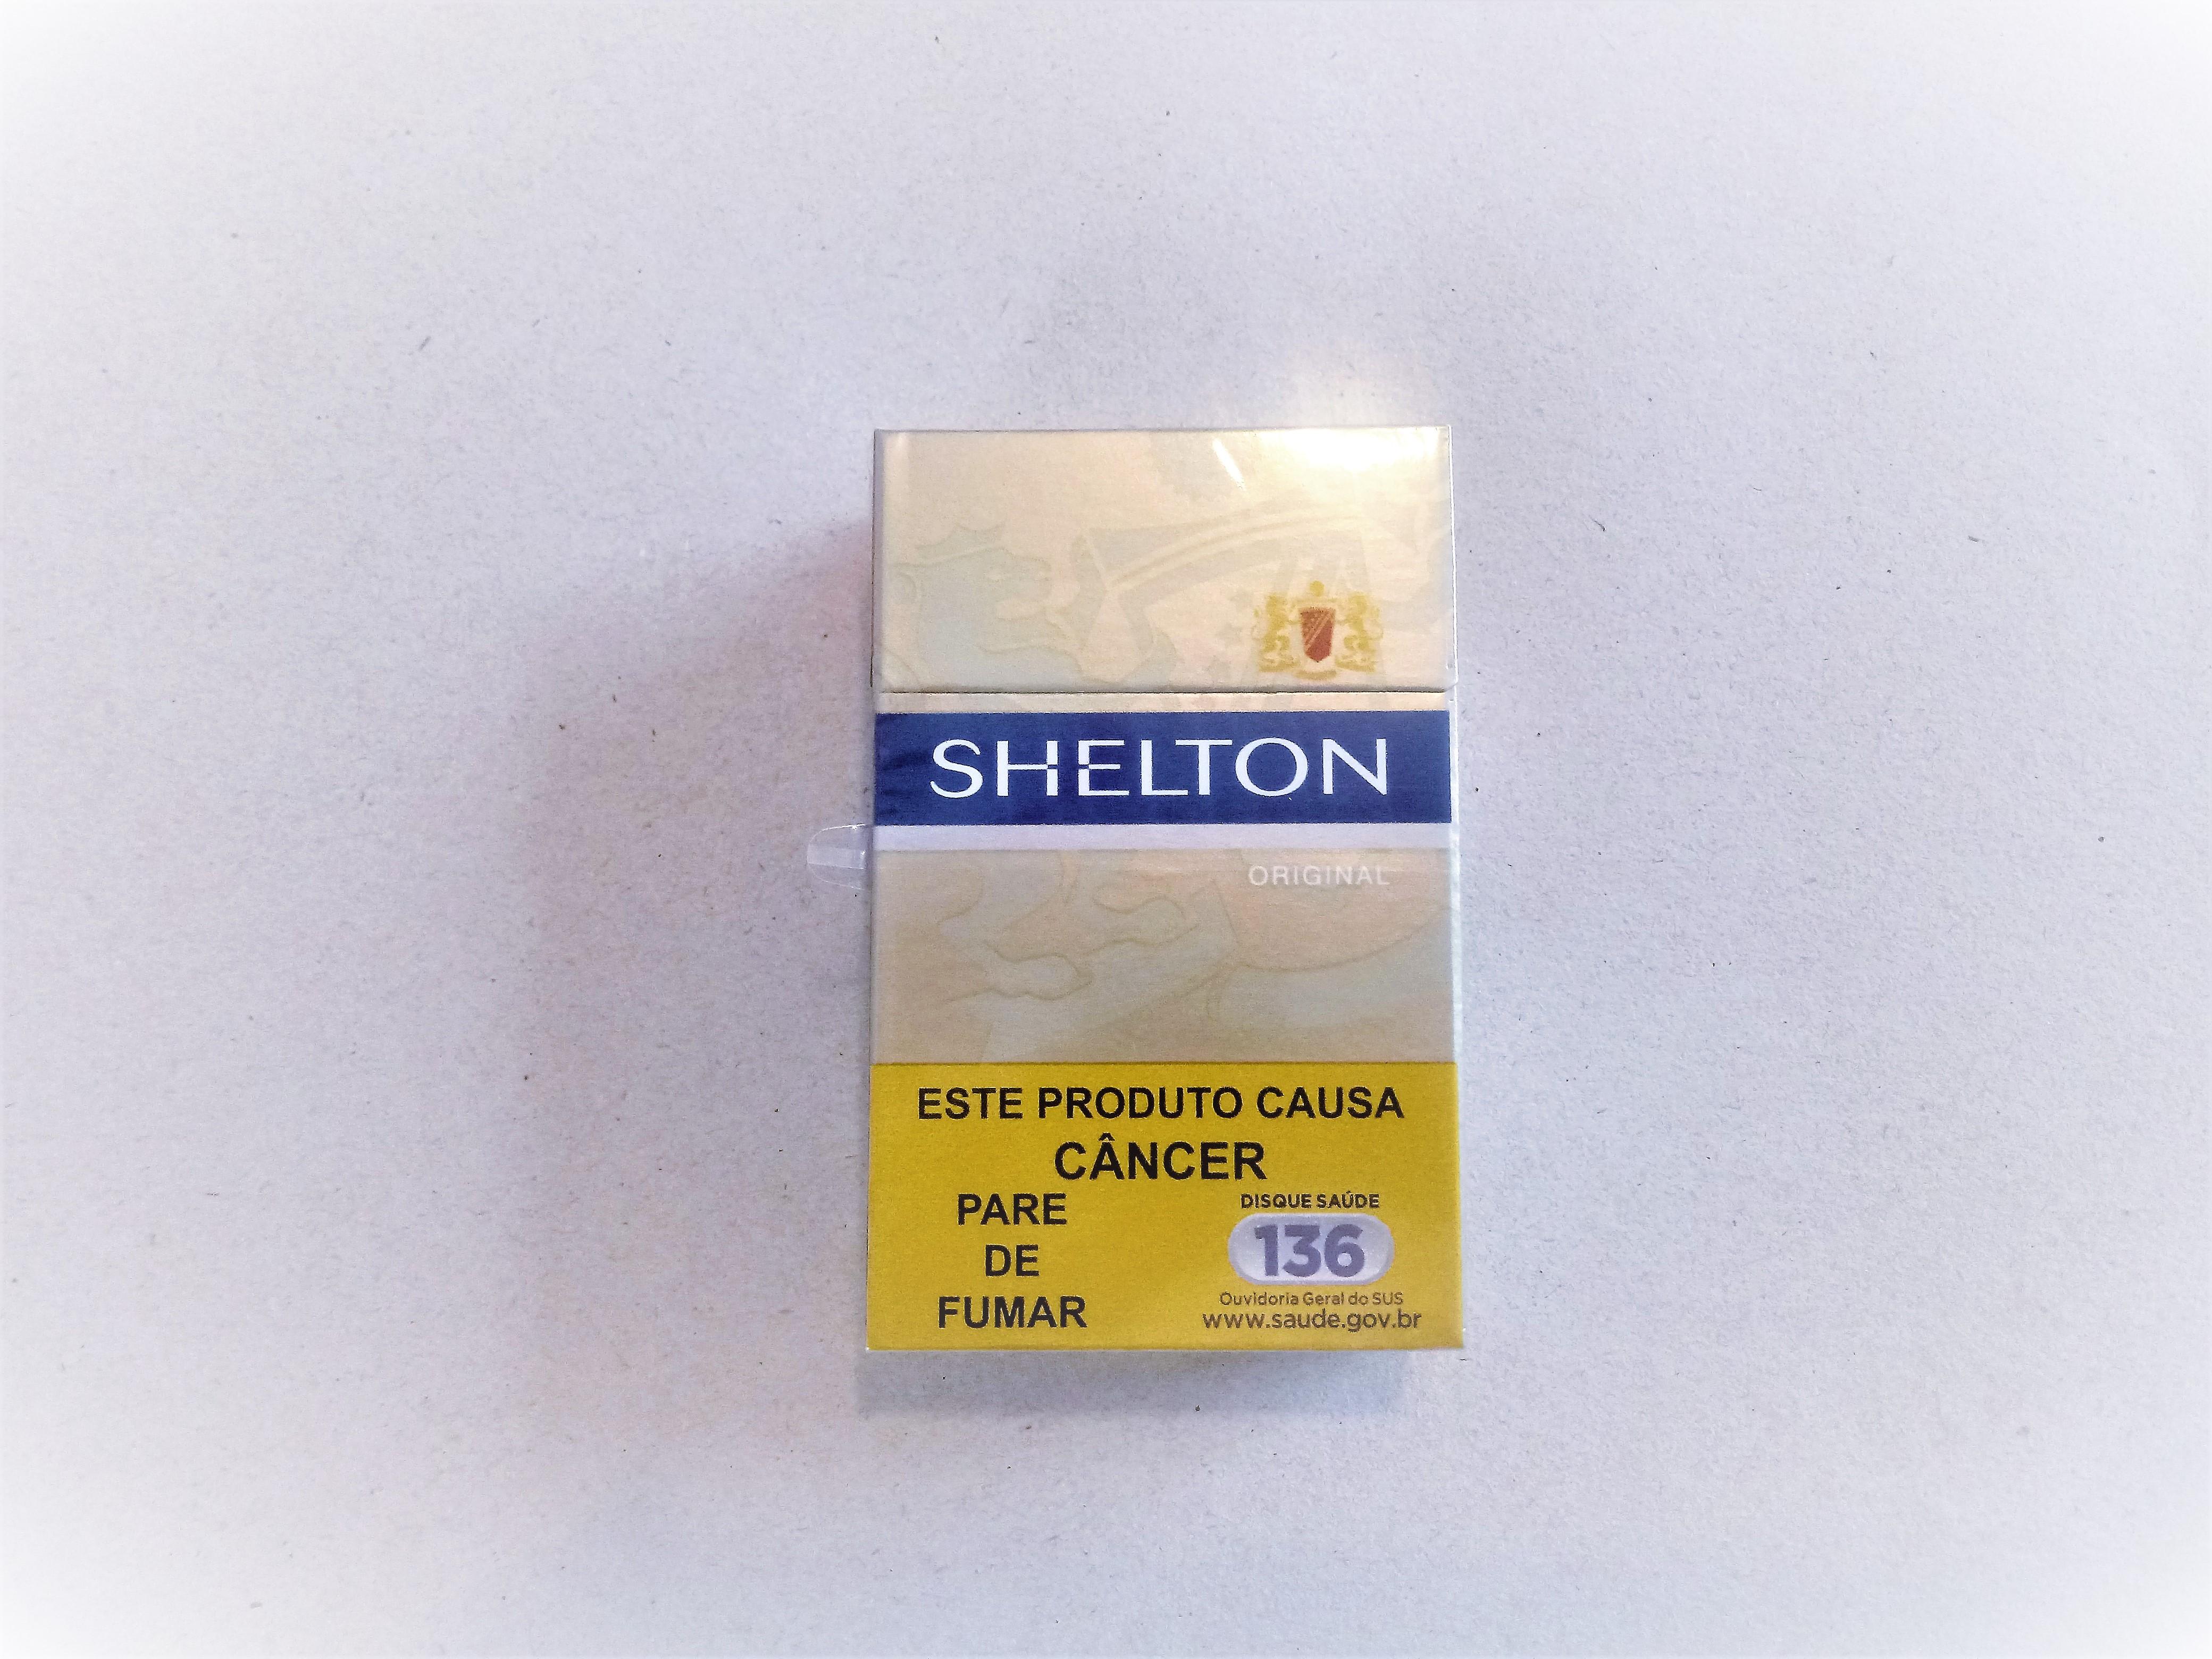 SHELTON
ORIGINAL
ESTE PRODUTO CAUSA
CÂNCER
PARE
DE
FUMAR
DISQUE SAÚDE
136
Ouvidoria Geral do SUS
www.saude.gov.br